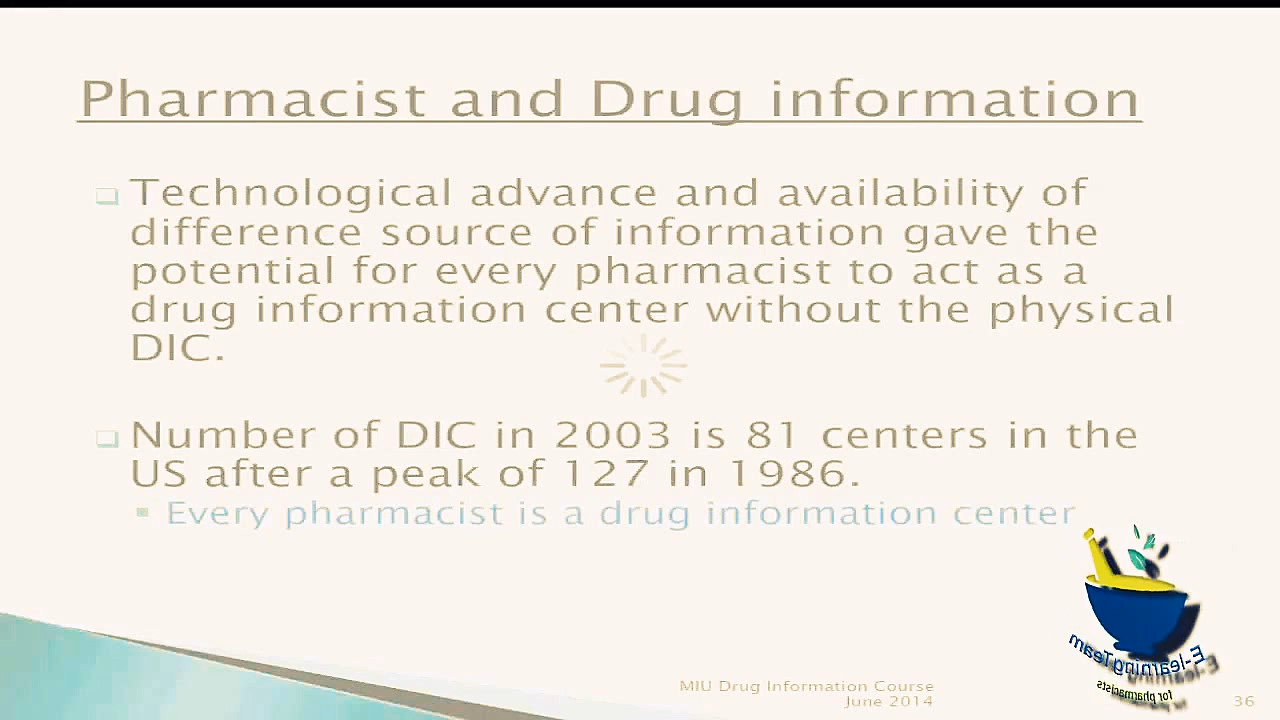 Pharmacist and Drug information
Technological advance and availability of
difference source of information gave the
potential for every pharmacist to act as a
drug information center without the physical
DIC.
Number of DIC in 2003 is 81 centers in the
US after a peak of 127 in 1986.
Every pharmacist is a drug information center
E-learning Team
for pharmacists
MIU Drug Information Course
June 2014
36